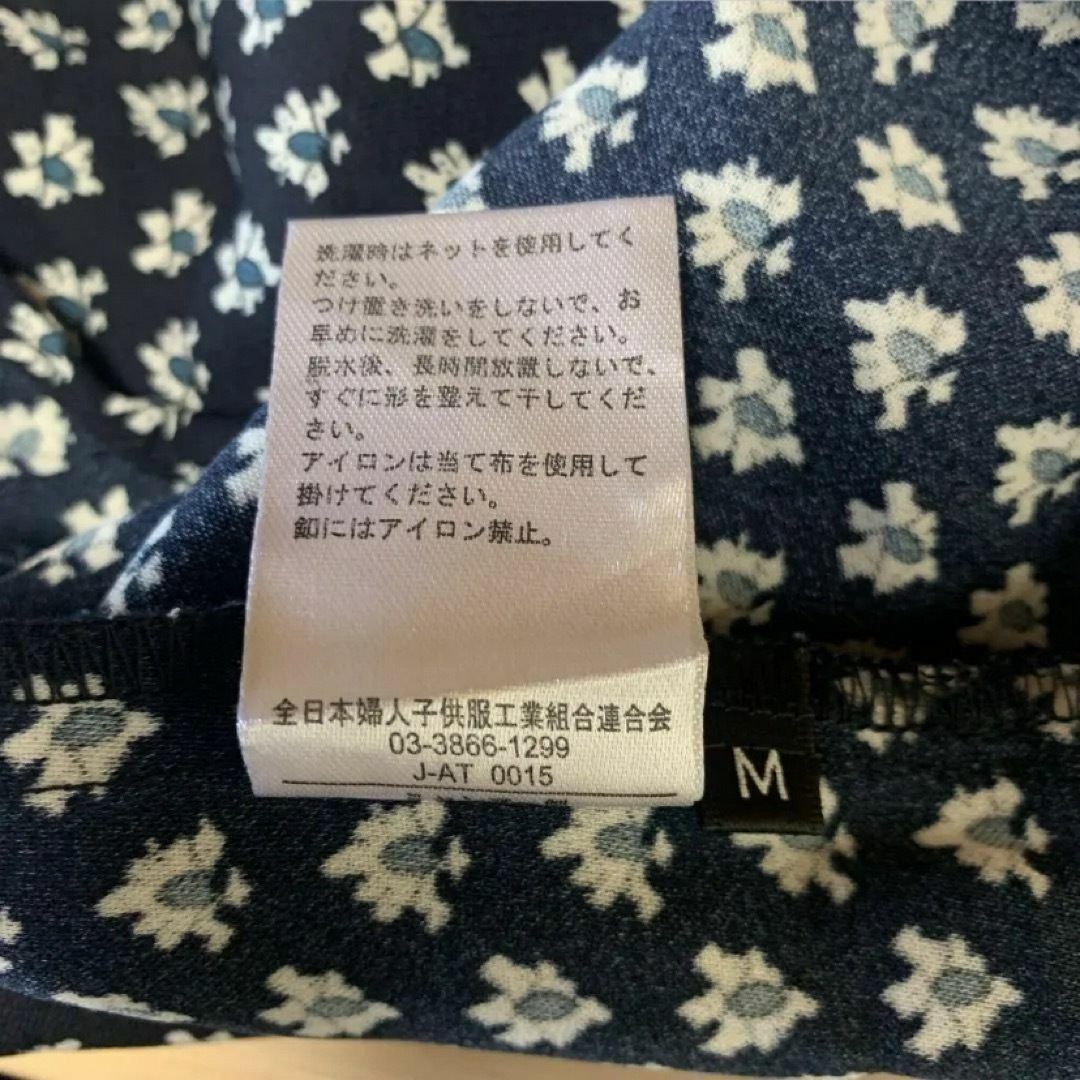 洗濯時はネットを使用してく
ださい。
つけ置き洗いをしないで、お
早めに洗濯をしてください。
脱水後、長時間放置しないで、
すぐに形を整えて干してくだ
さい。
アイロンは当て布を使用して
掛けてください。
釦にはアイロン禁止。
全日本婦人子供服工業組合連合会
03-3866-1299
J-AT 0015
M